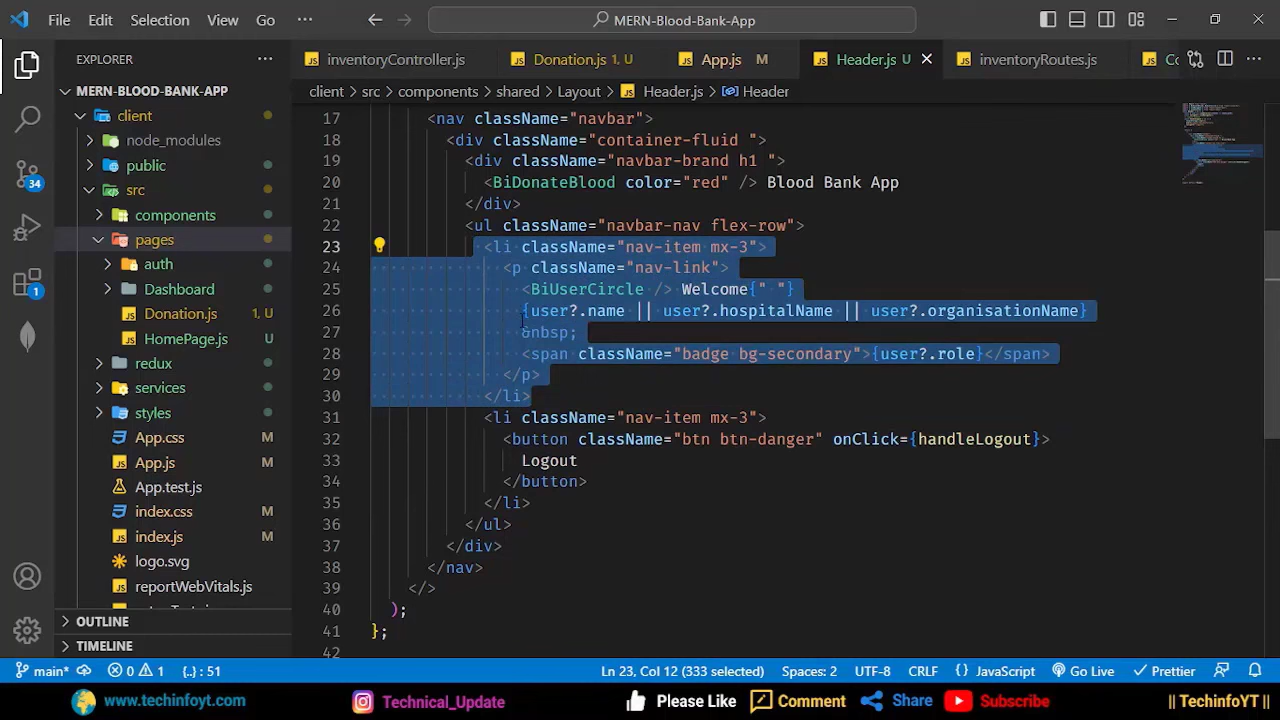 File Edit Selection View Go ··· MERN-Blood-Bank-App
EXPLORER ···
inventoryController.js Donation.js 1, U App.js M Header.js U inventoryRoutes.js
MERN-BLOOD-BANK-APP
client
node_modules
public
src
components
pages
auth
Dashboard
Donation.js 1, U
HomePage.js U
redux
services
styles
App.css M
App.js M
App.test.js
index.css M
index.js M
logo.svg
reportWebVitals.js
OUTLINE
TIMELINE
34
1
client > src > components > shared > Layout > JS Header.js > Header
17 <nav className="navbar">
18 <div className="container-fluid ">
19 <div className="navbar-brand h1 ">
20 <BiDonateBlood color="red" /> Blood Bank App
21 </div>
22 <ul className="navbar-nav flex-row">
23 <li className="nav-item mx-3">
24 <p className="nav-link">
25 <BiUserCircle /> Welcome{" "}
26 {user?.name || user?.hospitalName || user?.organisationName}
27 &nbsp;
28 <span className="badge bg-secondary">{user?.role}</span>
29 </p>
30 </li>
31 <li className="nav-item mx-3">
32 <button className="btn btn-danger" onClick={handleLogout}>
33 Logout
34 </button>
35 </li>
36 </ul>
37 </div>
38 </nav>
39 </>
40 );
41 };
42
main* 0 1 {..} : 51 Ln 23, Col 12 (333 selected) Spaces: 2 UTF-8 CRLF {} JavaScript Go Live Prettier
www.techinfoyt.com Technical_Update Please Like Comment Share Subscribe || TechinfoYT ||